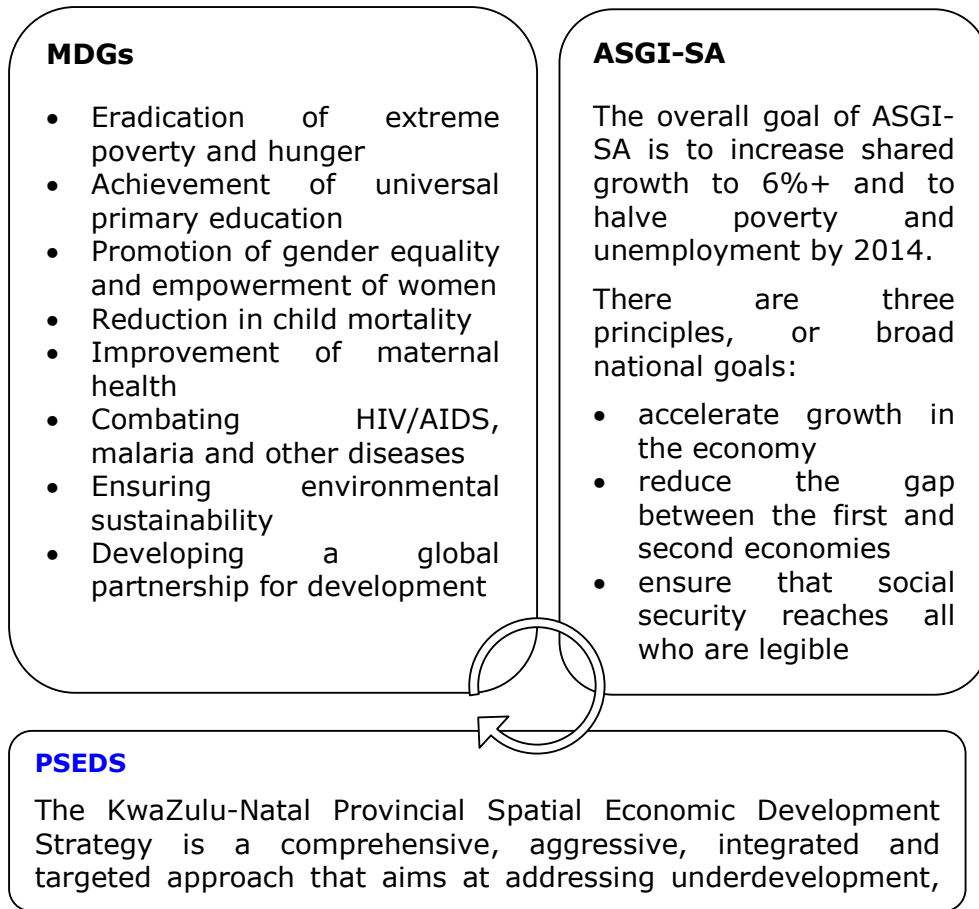 MDGs
• Eradication of extreme
poverty and hunger
• Achievement of universal
primary education
• Promotion of gender equality
and empowerment of women
• Reduction in child mortality
• Improvement of maternal
health
• Combating HIV/AIDS,
malaria and other diseases
• Ensuring environmental
sustainability
• Developing a global
partnership for development
ASGI-SA
The overall goal of ASGI-
SA is to increase shared
growth to 6%+ and to
halve poverty and
unemployment by 2014.
There are three
principles, or broad
national goals:
• accelerate growth in
the economy
• reduce the gap
between the first and
second economies
• ensure that social
security reaches all
who are legible
PSEDS
The KwaZulu-Natal Provincial Spatial Economic Development
Strategy is a comprehensive, aggressive, integrated and
targeted approach that aims at addressing underdevelopment,